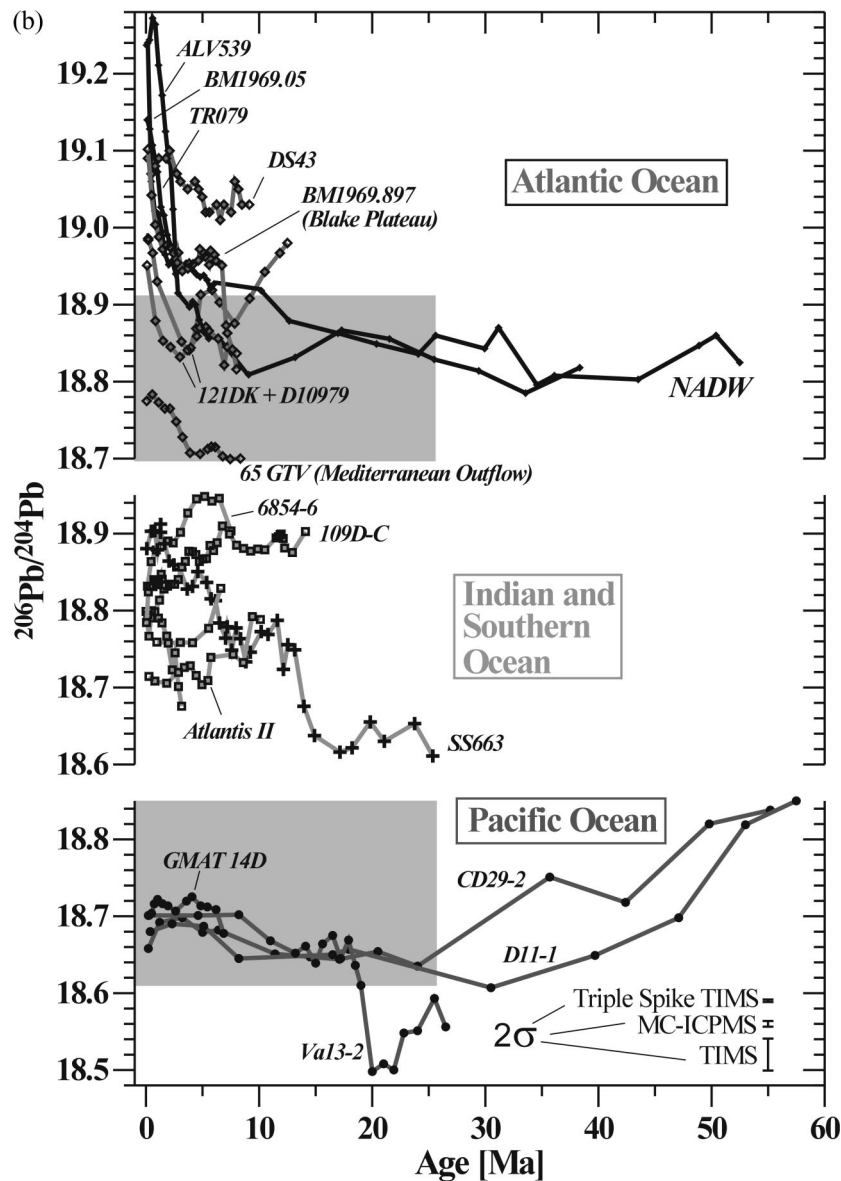 (b)
19.2
19.1
19.0
18.9
18.8
18.7
ALV539
BM1969.05
TR079
DS43
BM1969.897
(Blake Plateau)
Atlantic Ocean
121DK + D10979
NADW
65 GTV (Mediterranean Outflow)
206Pb/204Pb
18.9
18.8
18.7
18.6
6854-6
109D-C
Indian and
Southern
Ocean
Atlantis II
SS663
18.8
18.7
18.6
18.5
Pacific Ocean
GMAT 14D
CD29-2
D11-1
Va13-2
Triple Spike TIMS
2σ
MC-ICPMS
TIMS
0 10 20 30 40 50 60
Age [Ma]